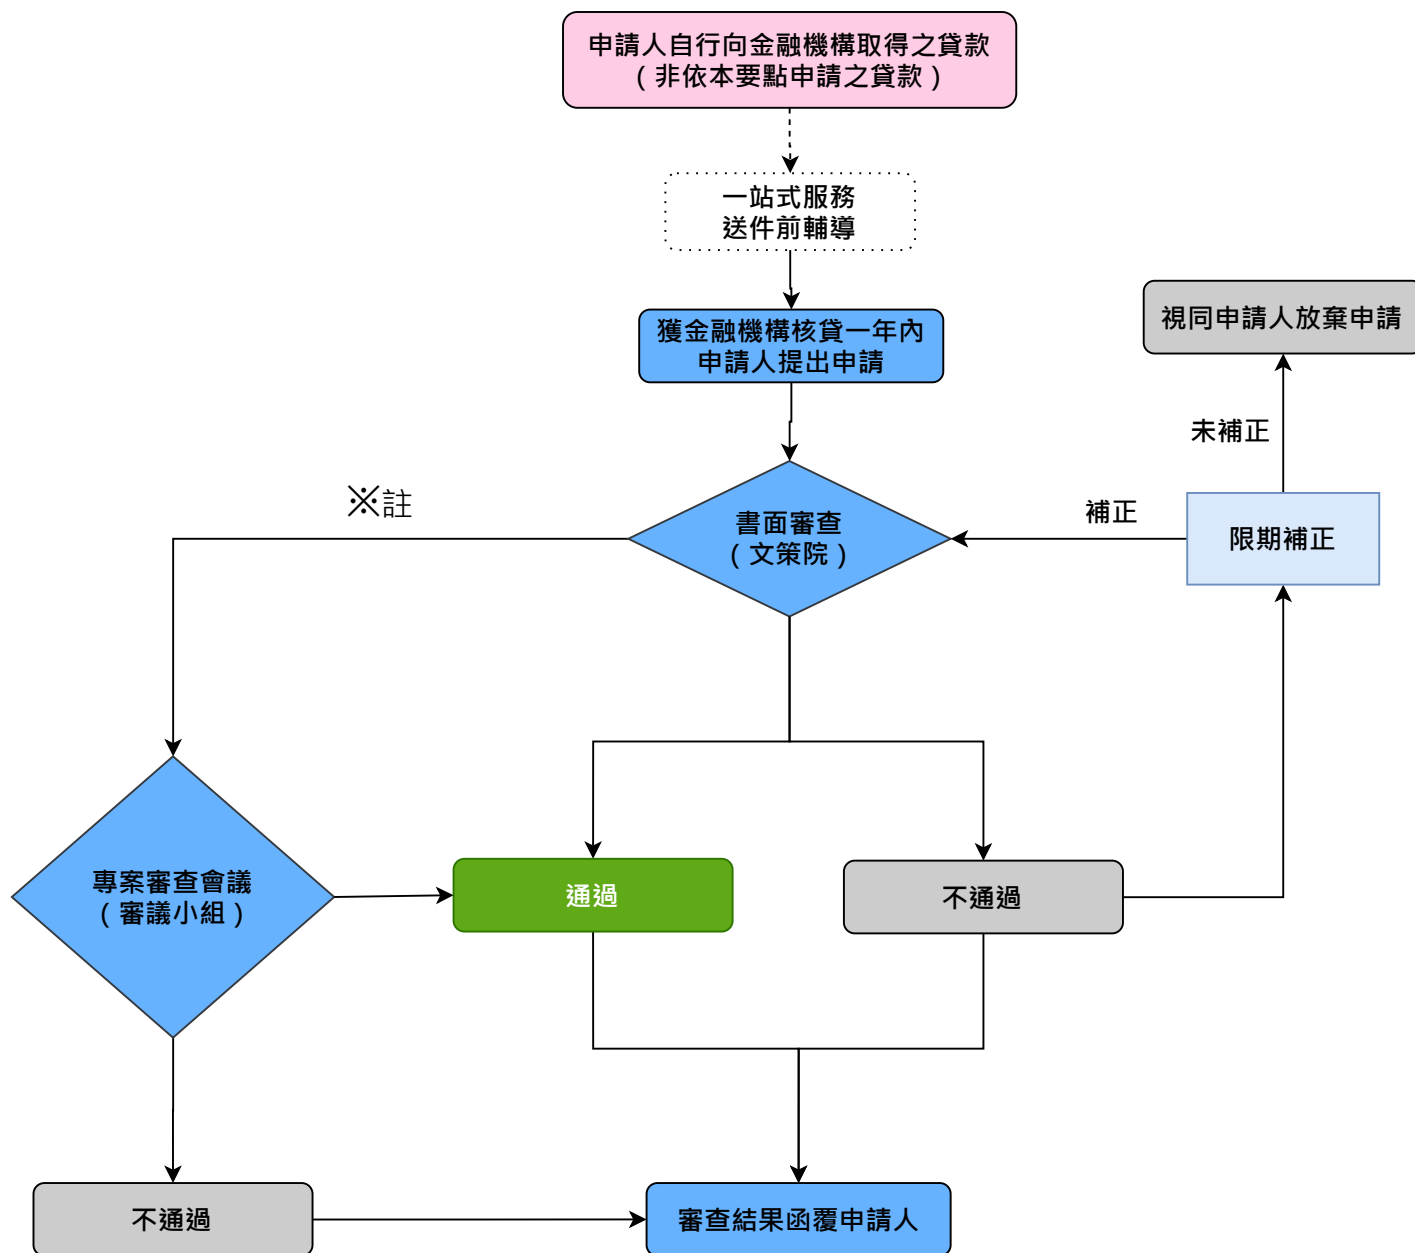 申請人自行向金融機構取得之貸款
（非依本要點申請之貸款）
一站式服務
送件前輔導
獲金融機構核貸一年內
申請人提出申請
視同申請人放棄申請
未補正
※註
書面審查
（文策院）
補正
限期補正
專案審查會議
（審議小組）
通過
不通過
不通過
審查結果函覆申請人